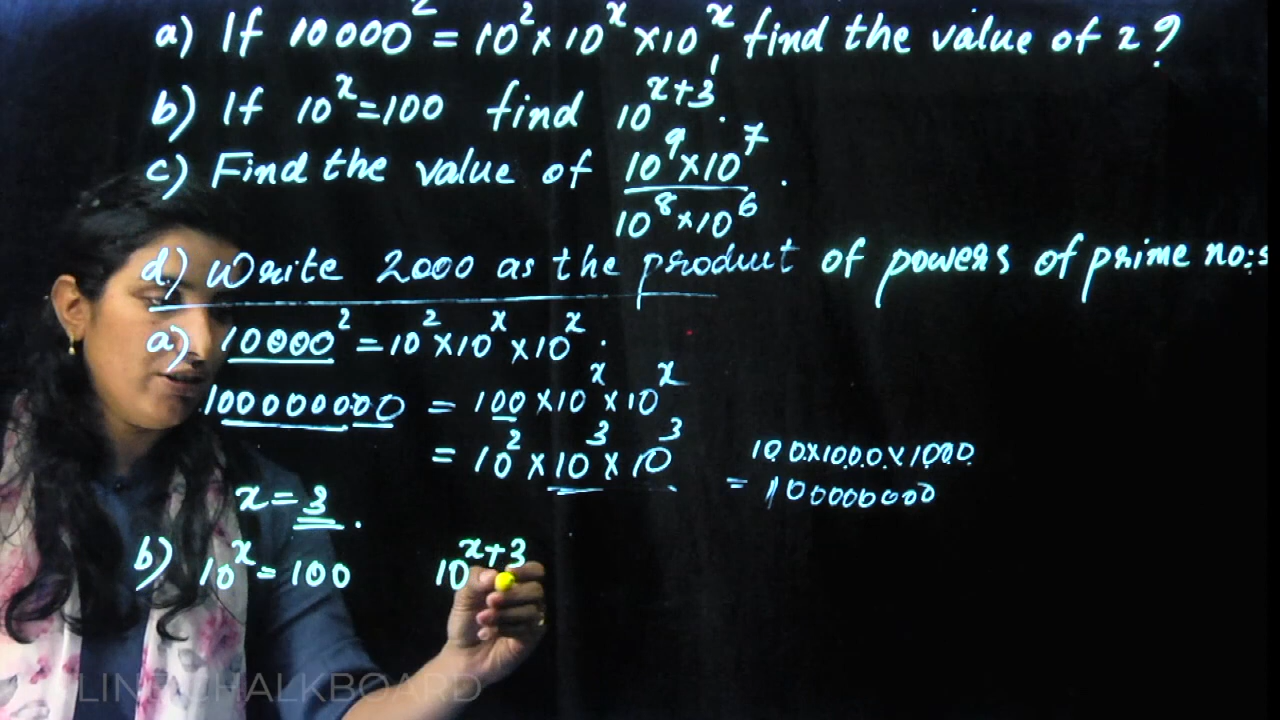 a) If 10000² = 10² × 10ˣ × 10ˣ, find the value of x?
b) If 10ˣ = 100 find 10ˣ⁺³.
c) Find the value of 10⁹ × 10⁷ / 10⁸ × 10⁶.
d) Write 2000 as the product of powers of prime no:s
a) 10000² = 10² × 10ˣ × 10ˣ.
100000000 = 100 × 10ˣ × 10ˣ
= 10² × 10³ × 10³
100 × 1000 × 1000
= 100000000
x = 3.
b) 10ˣ = 100 10ˣ⁺³